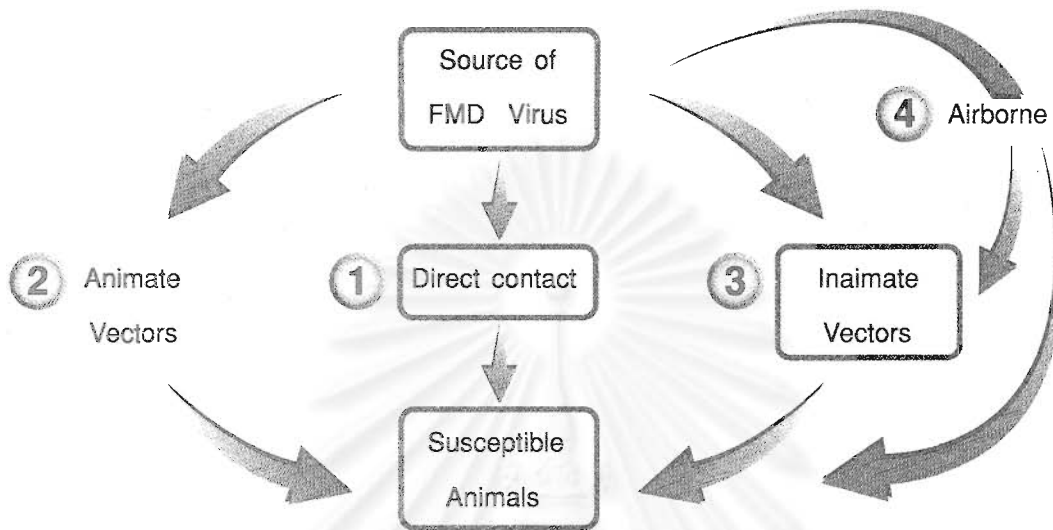 Source of
FMD Virus
4 Airborne
2 Animate
Vectors
1 Direct contact
3 Inaimate
Vectors
Susceptible
Animals